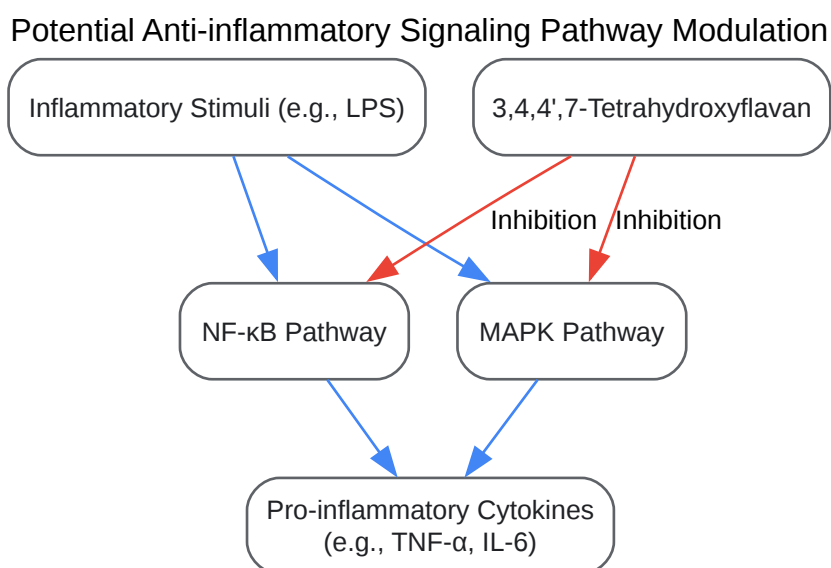 Potential Anti-inflammatory Signaling Pathway Modulation
Inflammatory Stimuli (e.g., LPS)
3,4,4',7-Tetrahydroxyflavan
Inhibition
Inhibition
NF-κB Pathway
MAPK Pathway
Pro-inflammatory Cytokines
(e.g., TNF-α, IL-6)